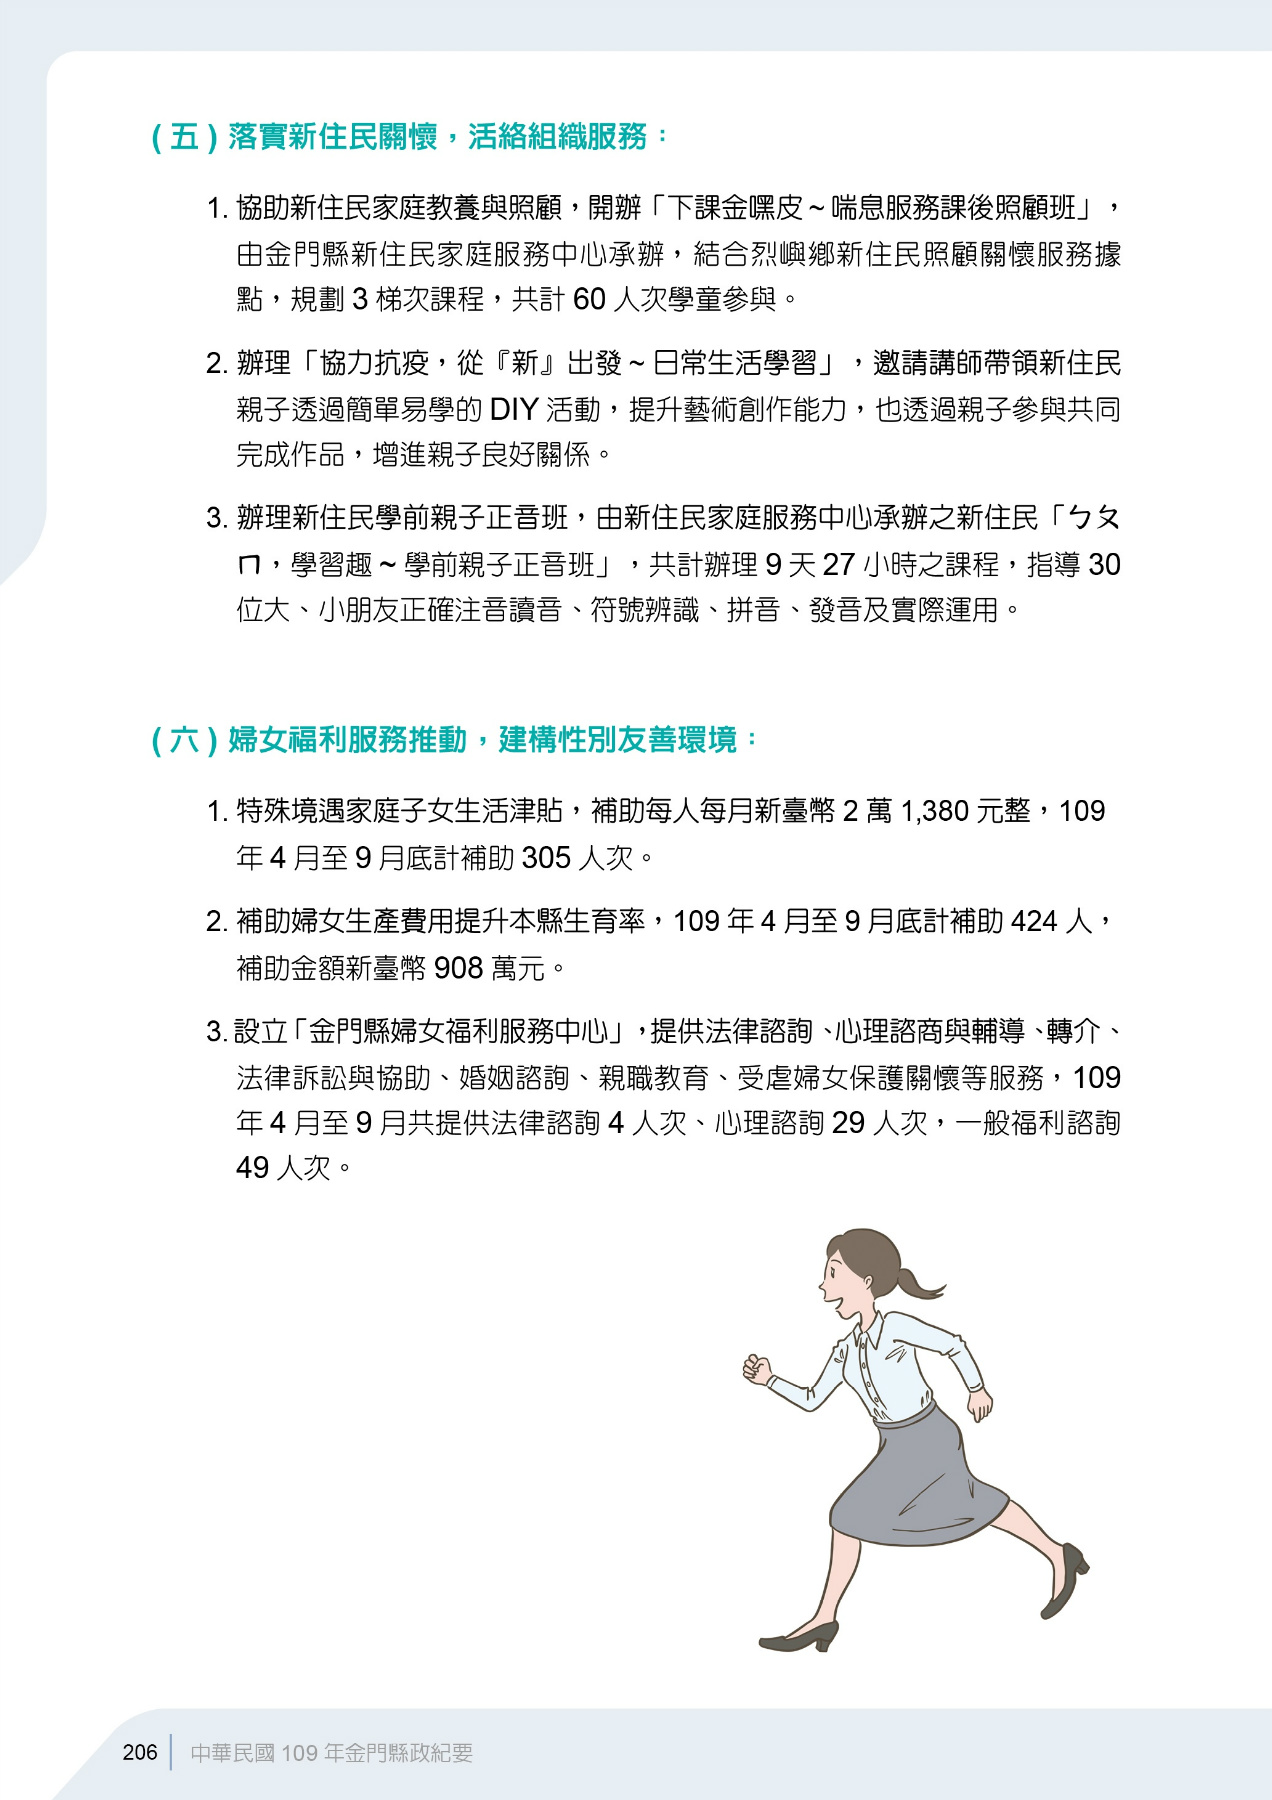 ( 五 ) 落實新住民關懷，活絡組織服務：
1. 協助新住民家庭教養與照顧，開辦「下課金嘿皮 ~ 喘息服務課後照顧班」，
由金門縣新住民家庭服務中心承辦，結合烈嶼鄉新住民照顧關懷服務據
點，規劃 3 梯次課程，共計 60 人次學童參與。
2. 辦理「協力抗疫，從『新』出發 ~ 日常生活學習」，邀請講師帶領新住民
親子透過簡單易學的 DIY 活動，提升藝術創作能力，也透過親子參與共同
完成作品，增進親子良好關係。
3. 辦理新住民學前親子正音班，由新住民家庭服務中心承辦之新住民「ㄅㄆ
ㄇ，學習趣 ~ 學前親子正音班」，共計辦理 9 天 27 小時之課程，指導 30
位大、小朋友正確注音讀音、符號辨識、拼音、發音及實際運用。
( 六 ) 婦女福利服務推動，建構性別友善環境：
1. 特殊境遇家庭子女生活津貼，補助每人每月新臺幣 2 萬 1,380 元整，109
年 4 月至 9 月底計補助 305 人次。
2. 補助婦女生產費用提升本縣生育率，109 年 4 月至 9 月底計補助 424 人，
補助金額新臺幣 908 萬元。
3. 設立「金門縣婦女福利服務中心」，提供法律諮詢、心理諮商與輔導、轉介、
法律訴訟與協助、婚姻諮詢、親職教育、受虐婦女保護關懷等服務，109
年 4 月至 9 月共提供法律諮詢 4 人次、心理諮詢 29 人次，一般福利諮詢
49 人次。
206 中華民國 109 年金門縣政紀要